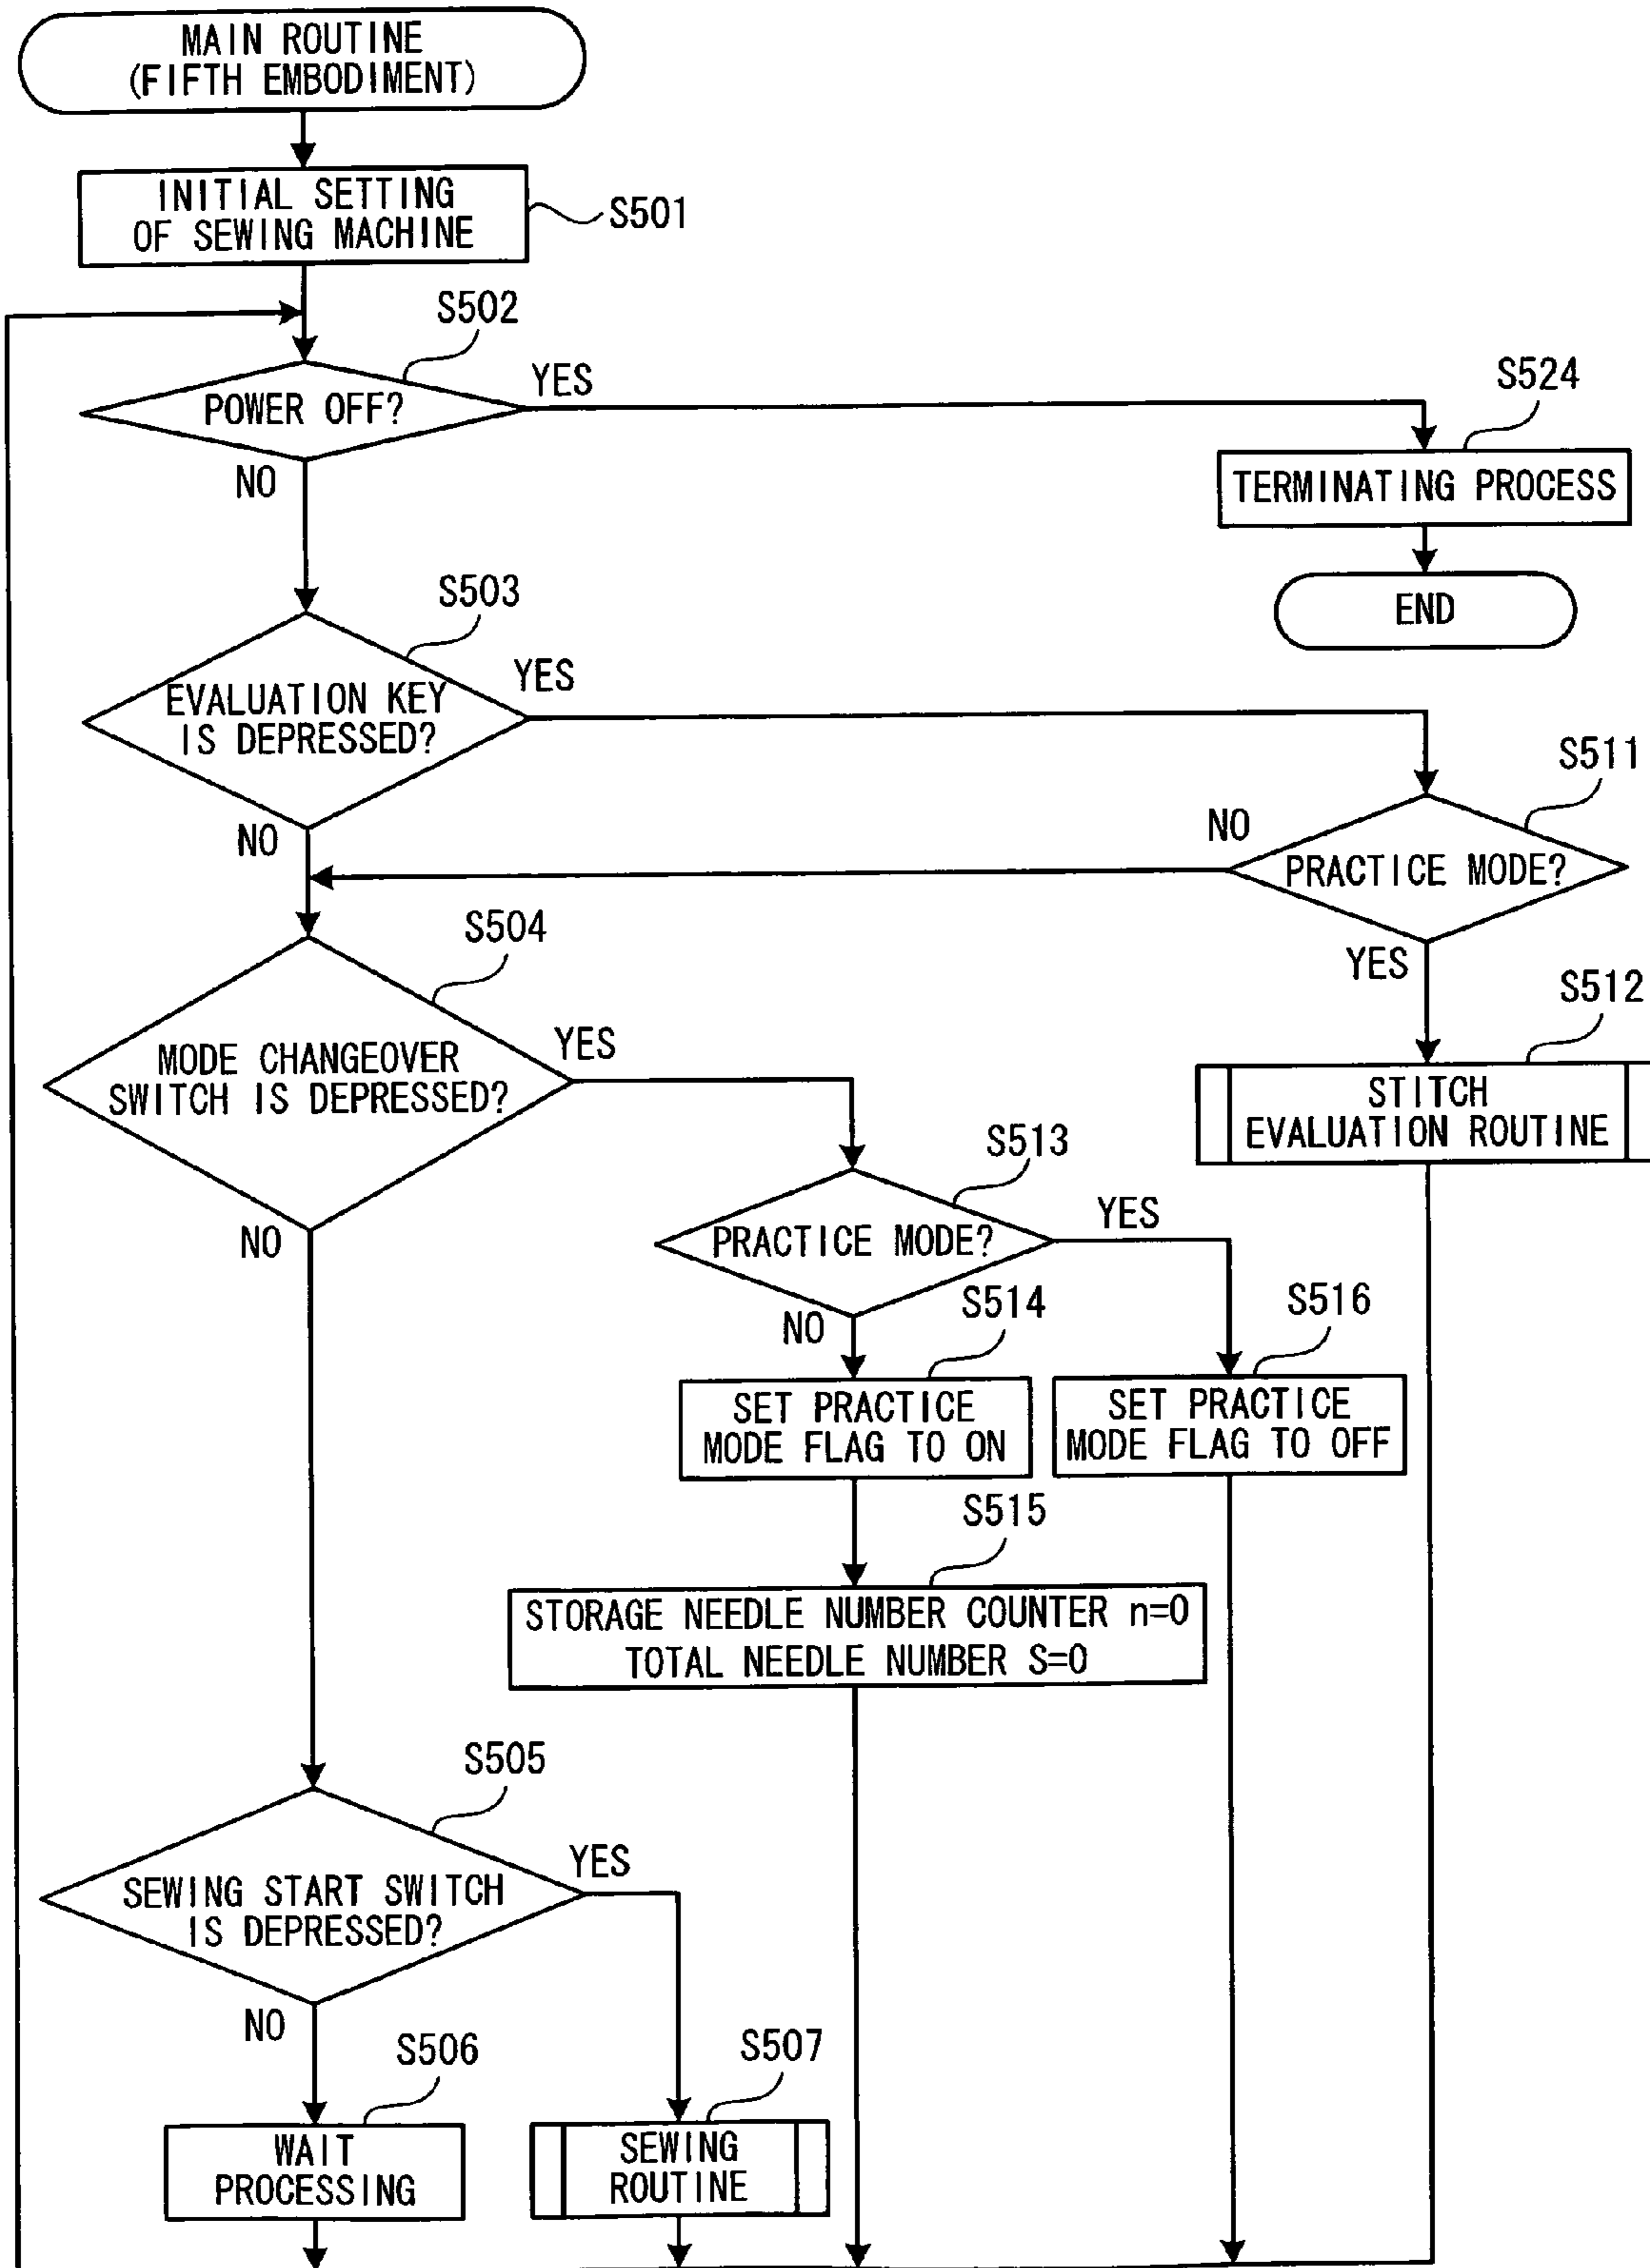 MAIN ROUTINE
(FIFTH EMBODIMENT)
INITIAL SETTING
OF SEWING MACHINE
S501
S502
POWER OFF?
YES
NO
S524
TERMINATING PROCESS
END
S503
EVALUATION KEY
IS DEPRESSED?
YES
NO
S511
PRACTICE MODE?
NO
YES
S512
STITCH
EVALUATION ROUTINE
S504
MODE CHANGEOVER
SWITCH IS DEPRESSED?
YES
NO
S513
PRACTICE MODE?
YES
NO
S514
SET PRACTICE
MODE FLAG TO ON
S516
SET PRACTICE
MODE FLAG TO OFF
S515
STORAGE NEEDLE NUMBER COUNTER n=0
TOTAL NEEDLE NUMBER S=0
S505
SEWING START SWITCH
IS DEPRESSED?
YES
NO
S506
WAIT
PROCESSING
S507
SEWING
ROUTINE